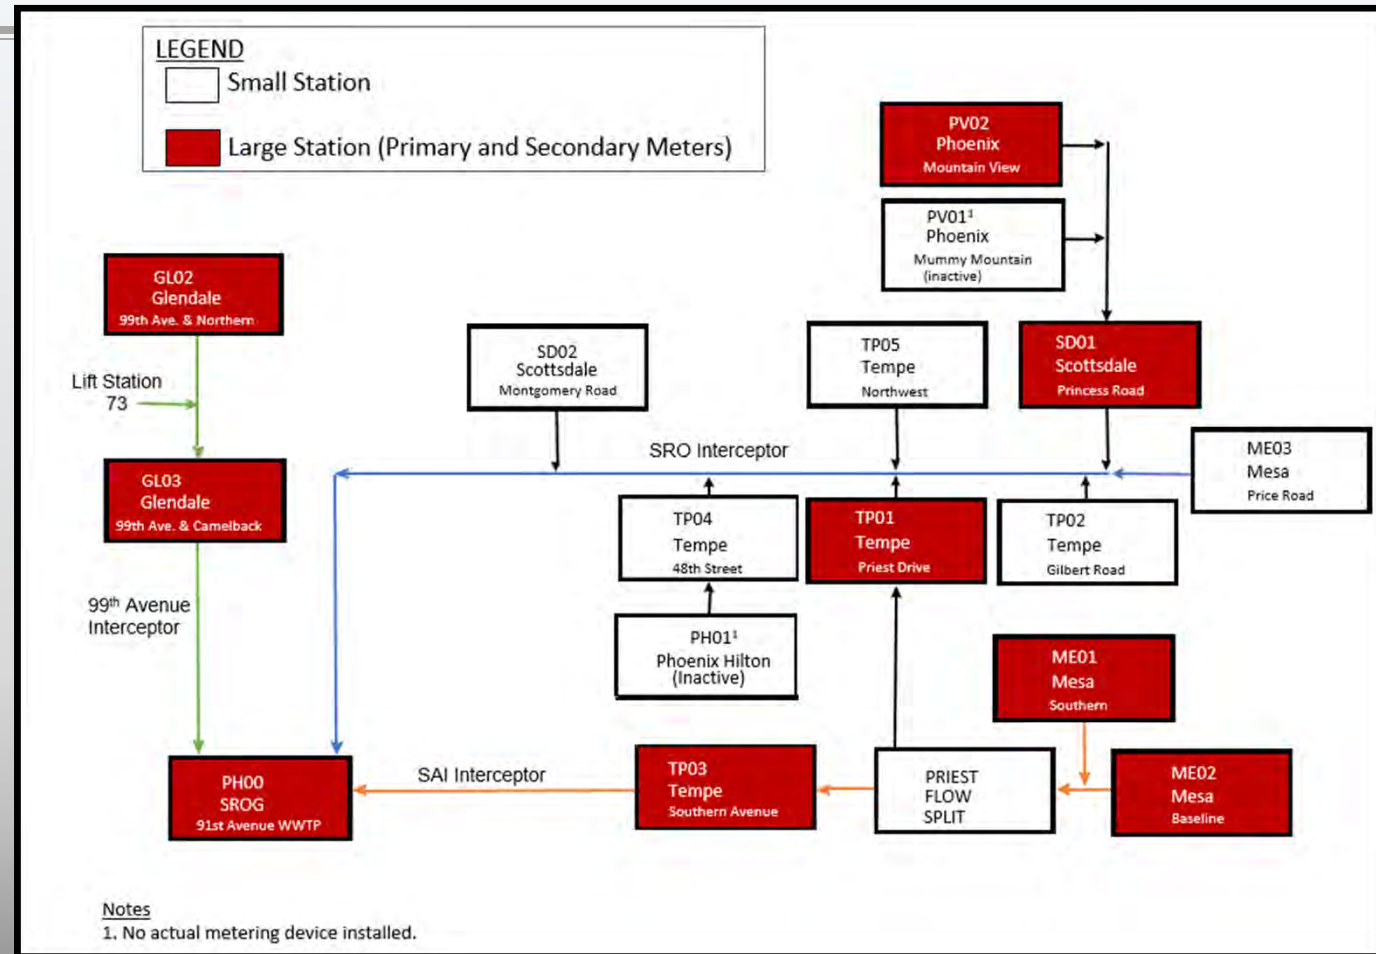 LEGEND
Small Station
Large Station (Primary and Secondary Meters)
PV02
Phoenix
Mountain View
PV01¹
Phoenix
Mummy Mountain
(inactive)
GL02
Glendale
99th Ave. & Northern
SD02
Scottsdale
Montgomery Road
TP05
Tempe
Northwest
SD01
Scottsdale
Princess Road
Lift Station
73
SRO Interceptor
ME03
Mesa
Price Road
GL03
Glendale
99th Ave. & Camelback
TP04
Tempe
48th Street
TP01
Tempe
Priest Drive
TP02
Tempe
Gilbert Road
99th Avenue
Interceptor
PH01¹
Phoenix Hilton
(Inactive)
ME01
Mesa
Southern
PH00
SROG
91st Avenue WWTP
SAI Interceptor
TP03
Tempe
Southern Avenue
PRIEST
FLOW
SPLIT
ME02
Mesa
Baseline
Notes
1. No actual metering device installed.